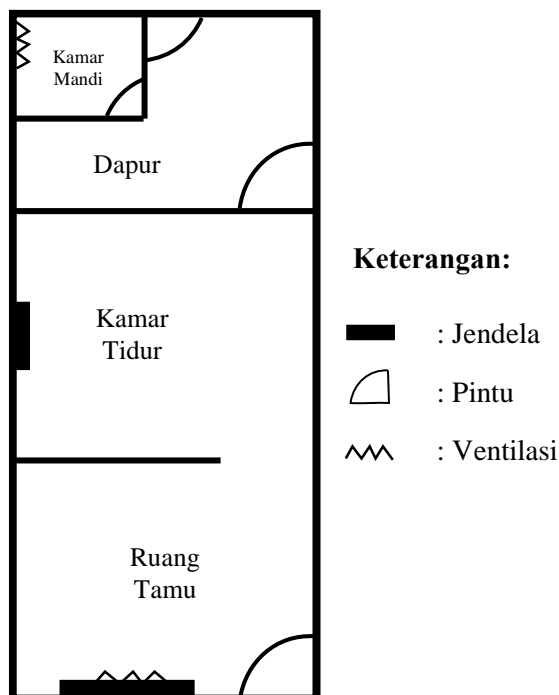 Kamar
Mandi
Dapur
Kamar
Tidur
Ruang
Tamu
Keterangan:
: Jendela
: Pintu
: Ventilasi